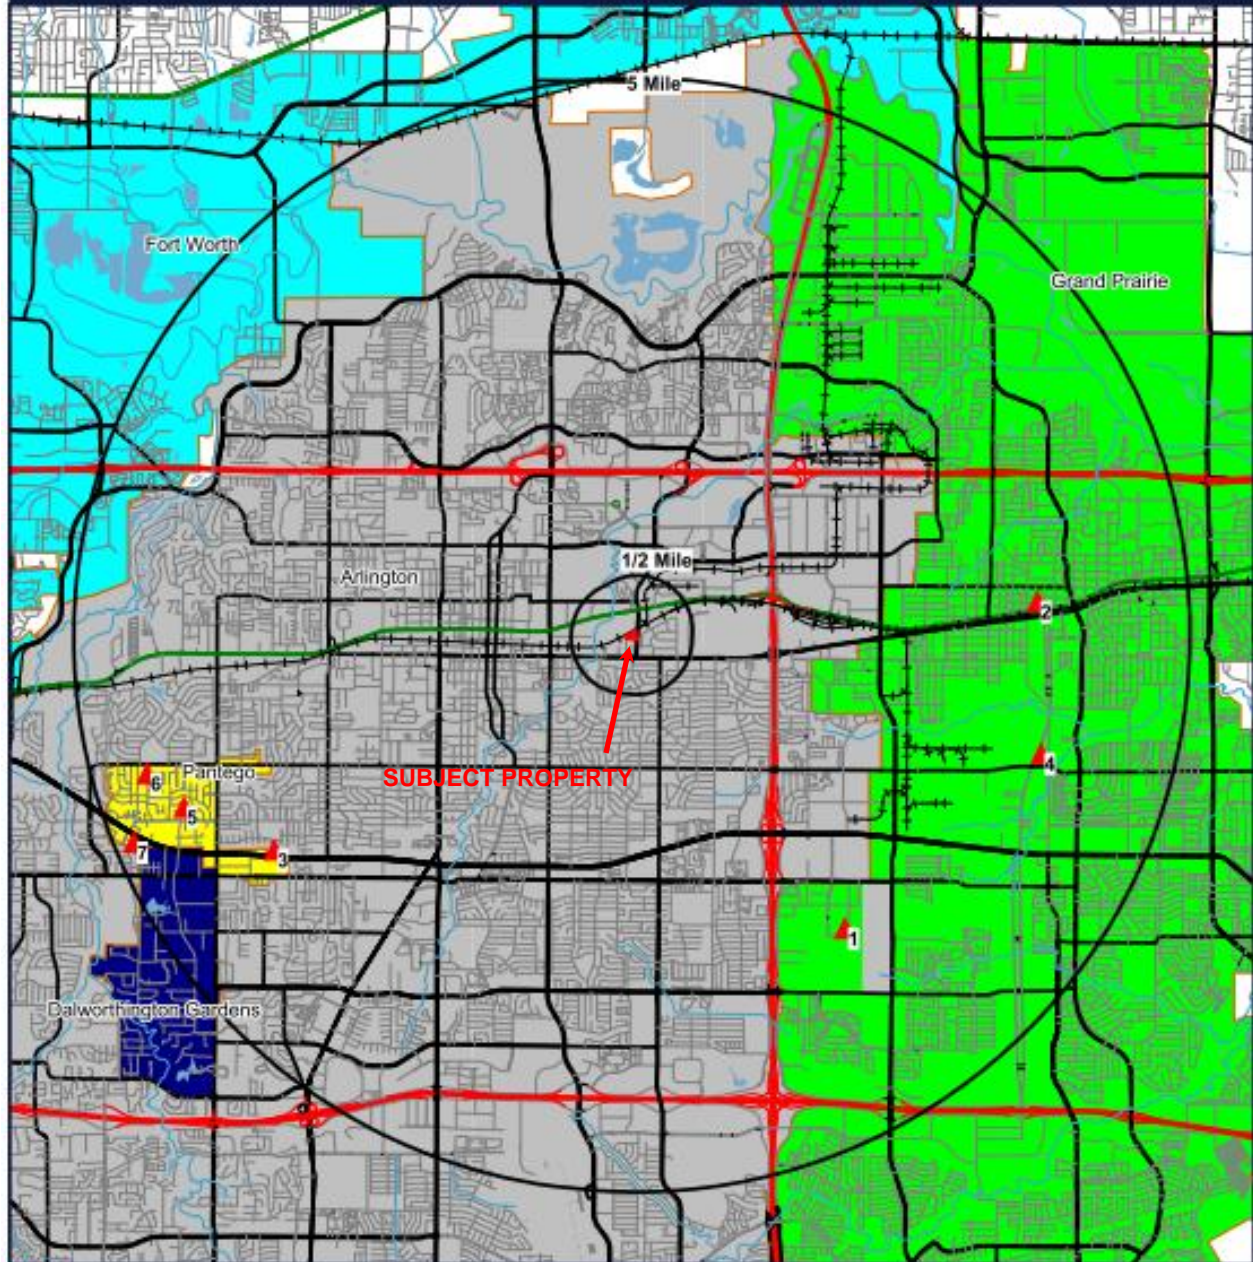 5 Mile
Fort Worth
Grand Prairie
1/2 Mile
Arlington
2
4
6
Pantego
SUBJECT PROPERTY
5
7
3
1
Dalworthington Gardens